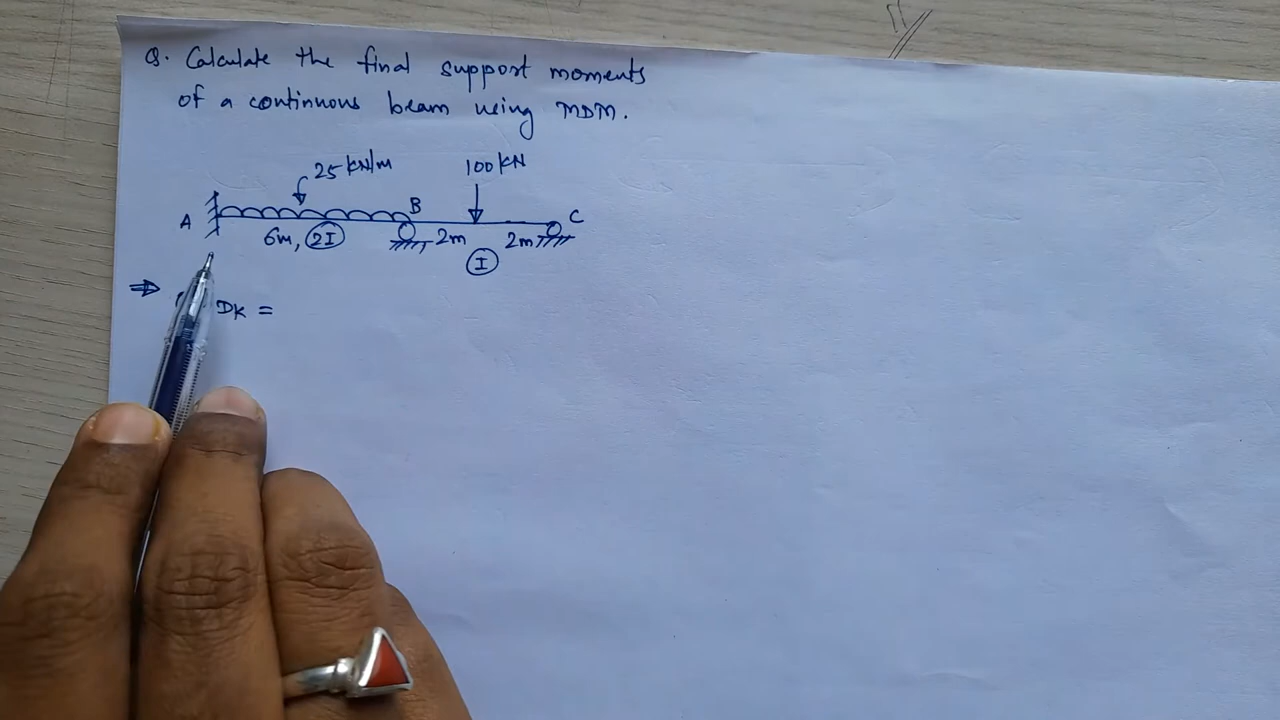 Q. Calculate the final support moments
of a continuous beam using MDM.
25 kN/m
100 kN
A
B
C
6m, 2I
2m
2m
I
⇒
DK =